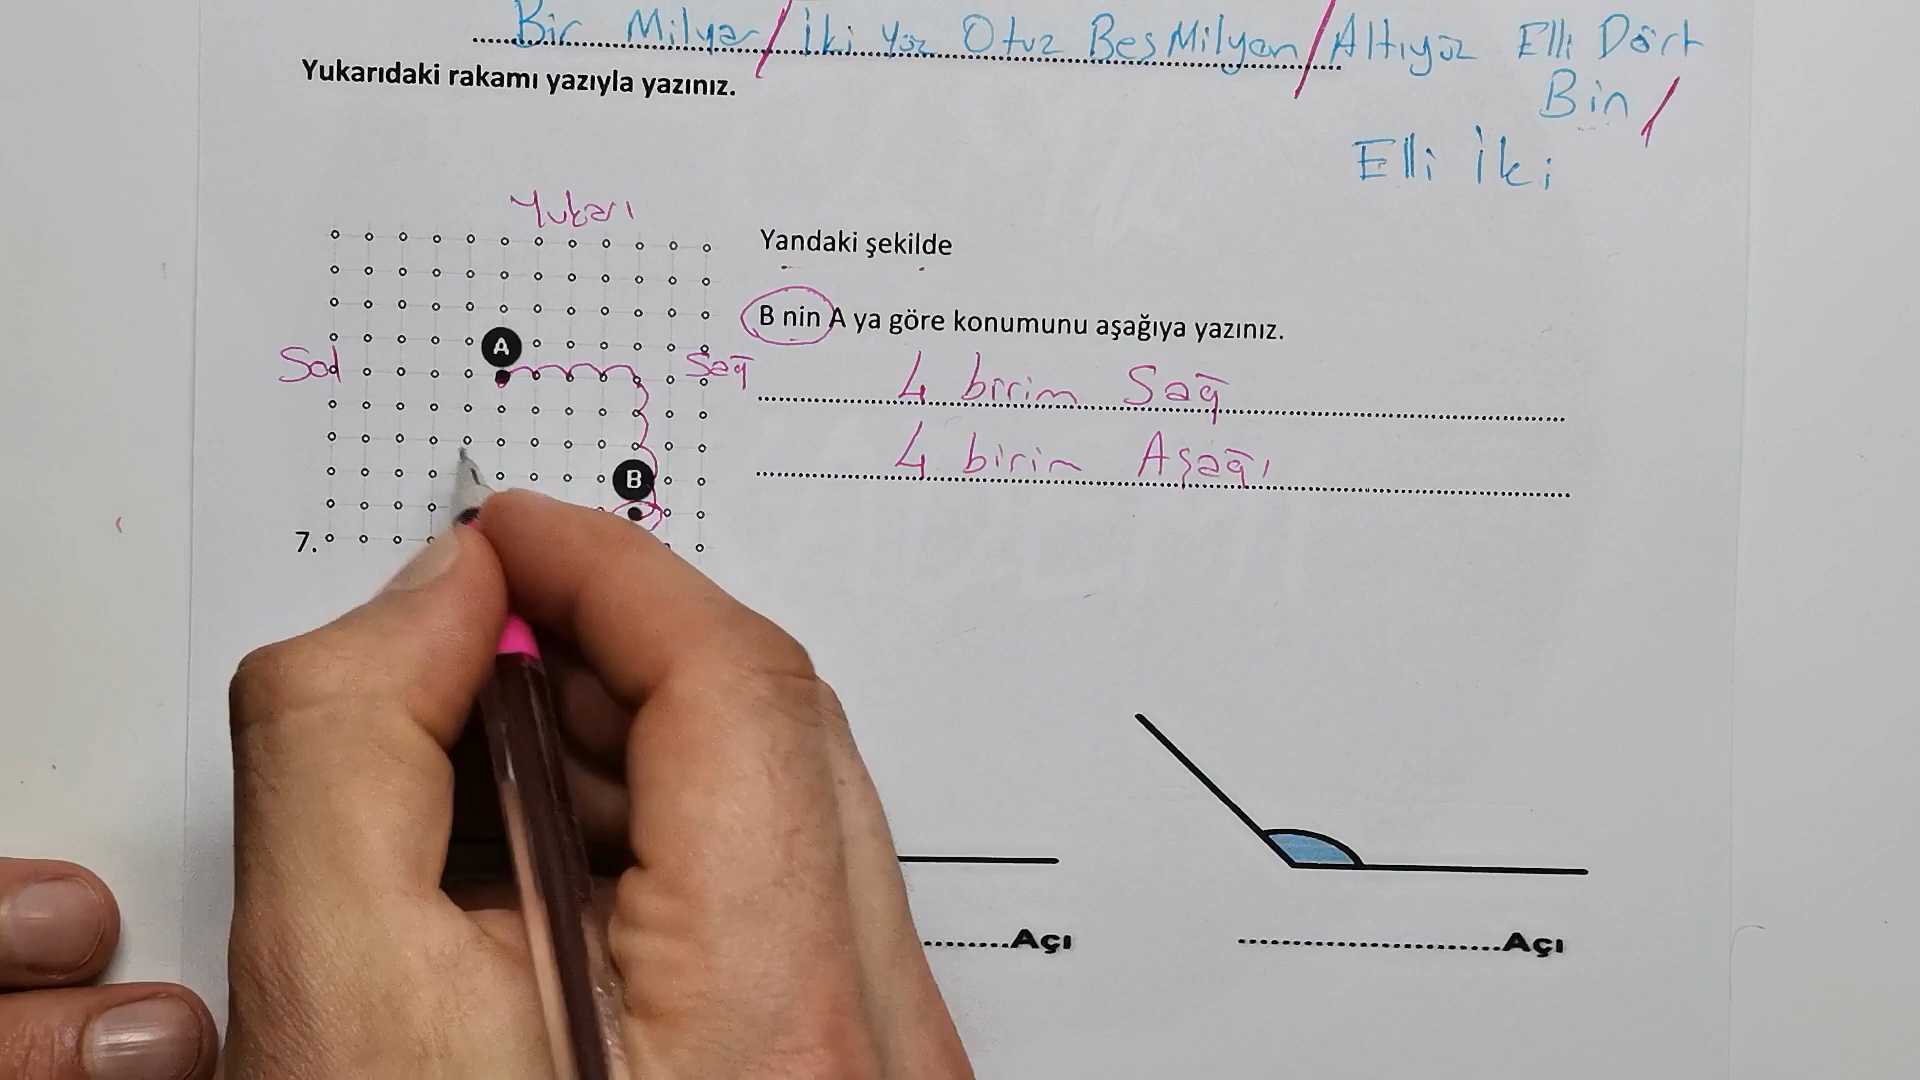 Bir Milyar / İki Yüz Otuz Beş Milyon / Altıyüz Elli Dört
Bin /
Elli İki
Yukarıdaki rakamı yazıyla yazınız.
Yukarı
Yandaki şekilde
B nin A ya göre konumunu aşağıya yazınız.
A
Sol
Sağ
4 birim Sağ
4 birim Aşağı
B
7.
........Açı
........................Açı